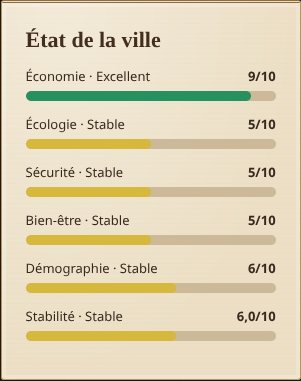 État de la ville
Économie · Excellent 9/10
Écologie · Stable 5/10
Sécurité · Stable 5/10
Bien-être · Stable 5/10
Démographie · Stable 6/10
Stabilité · Stable 6,0/10